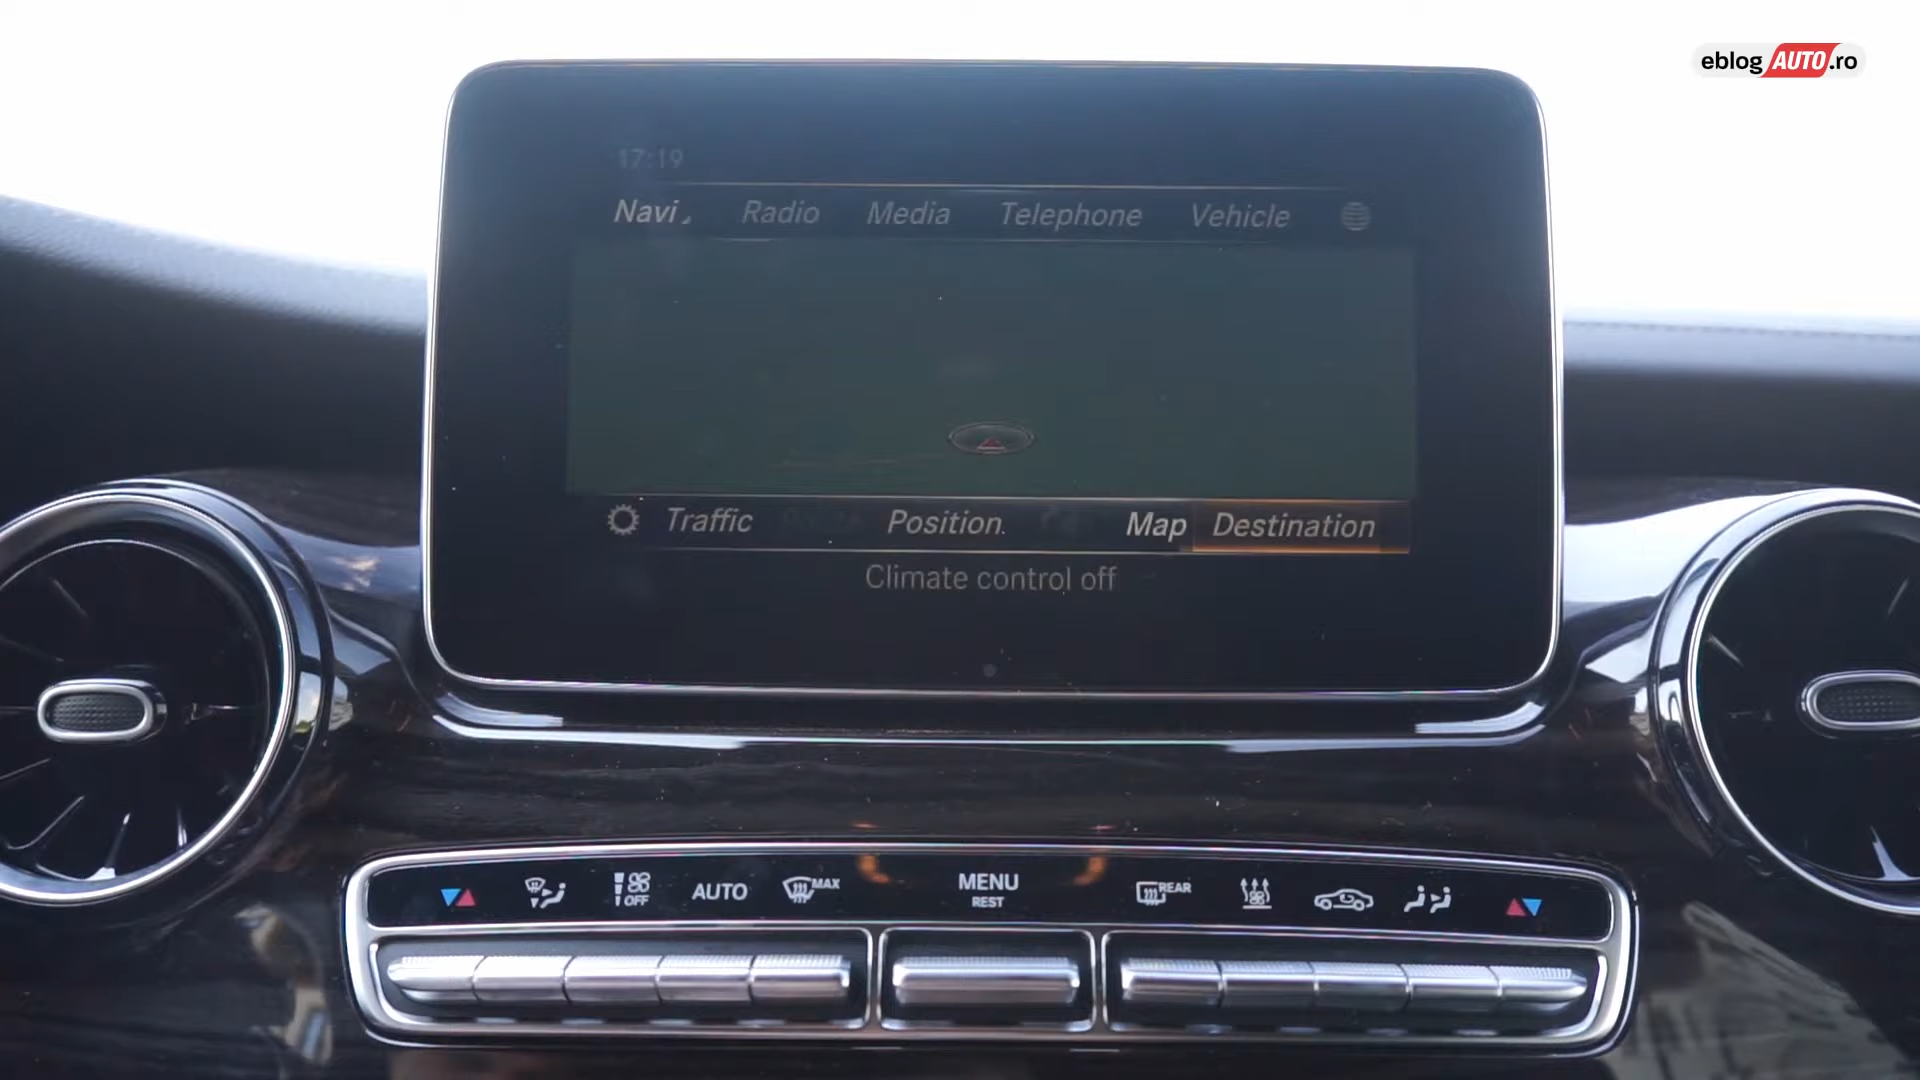 eblogAUTO.ro
17:19
Navi Radio Media Telephone Vehicle
Traffic Position Map Destination
Climate control off
OFF AUTO MAX MENU REAR
REST